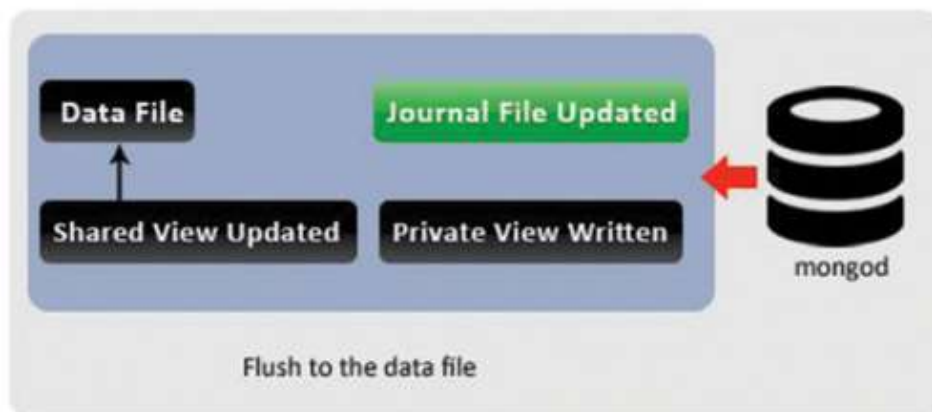 Data File
Journal File Updated
Shared View Updated
Private View Written
mongod
Flush to the data file